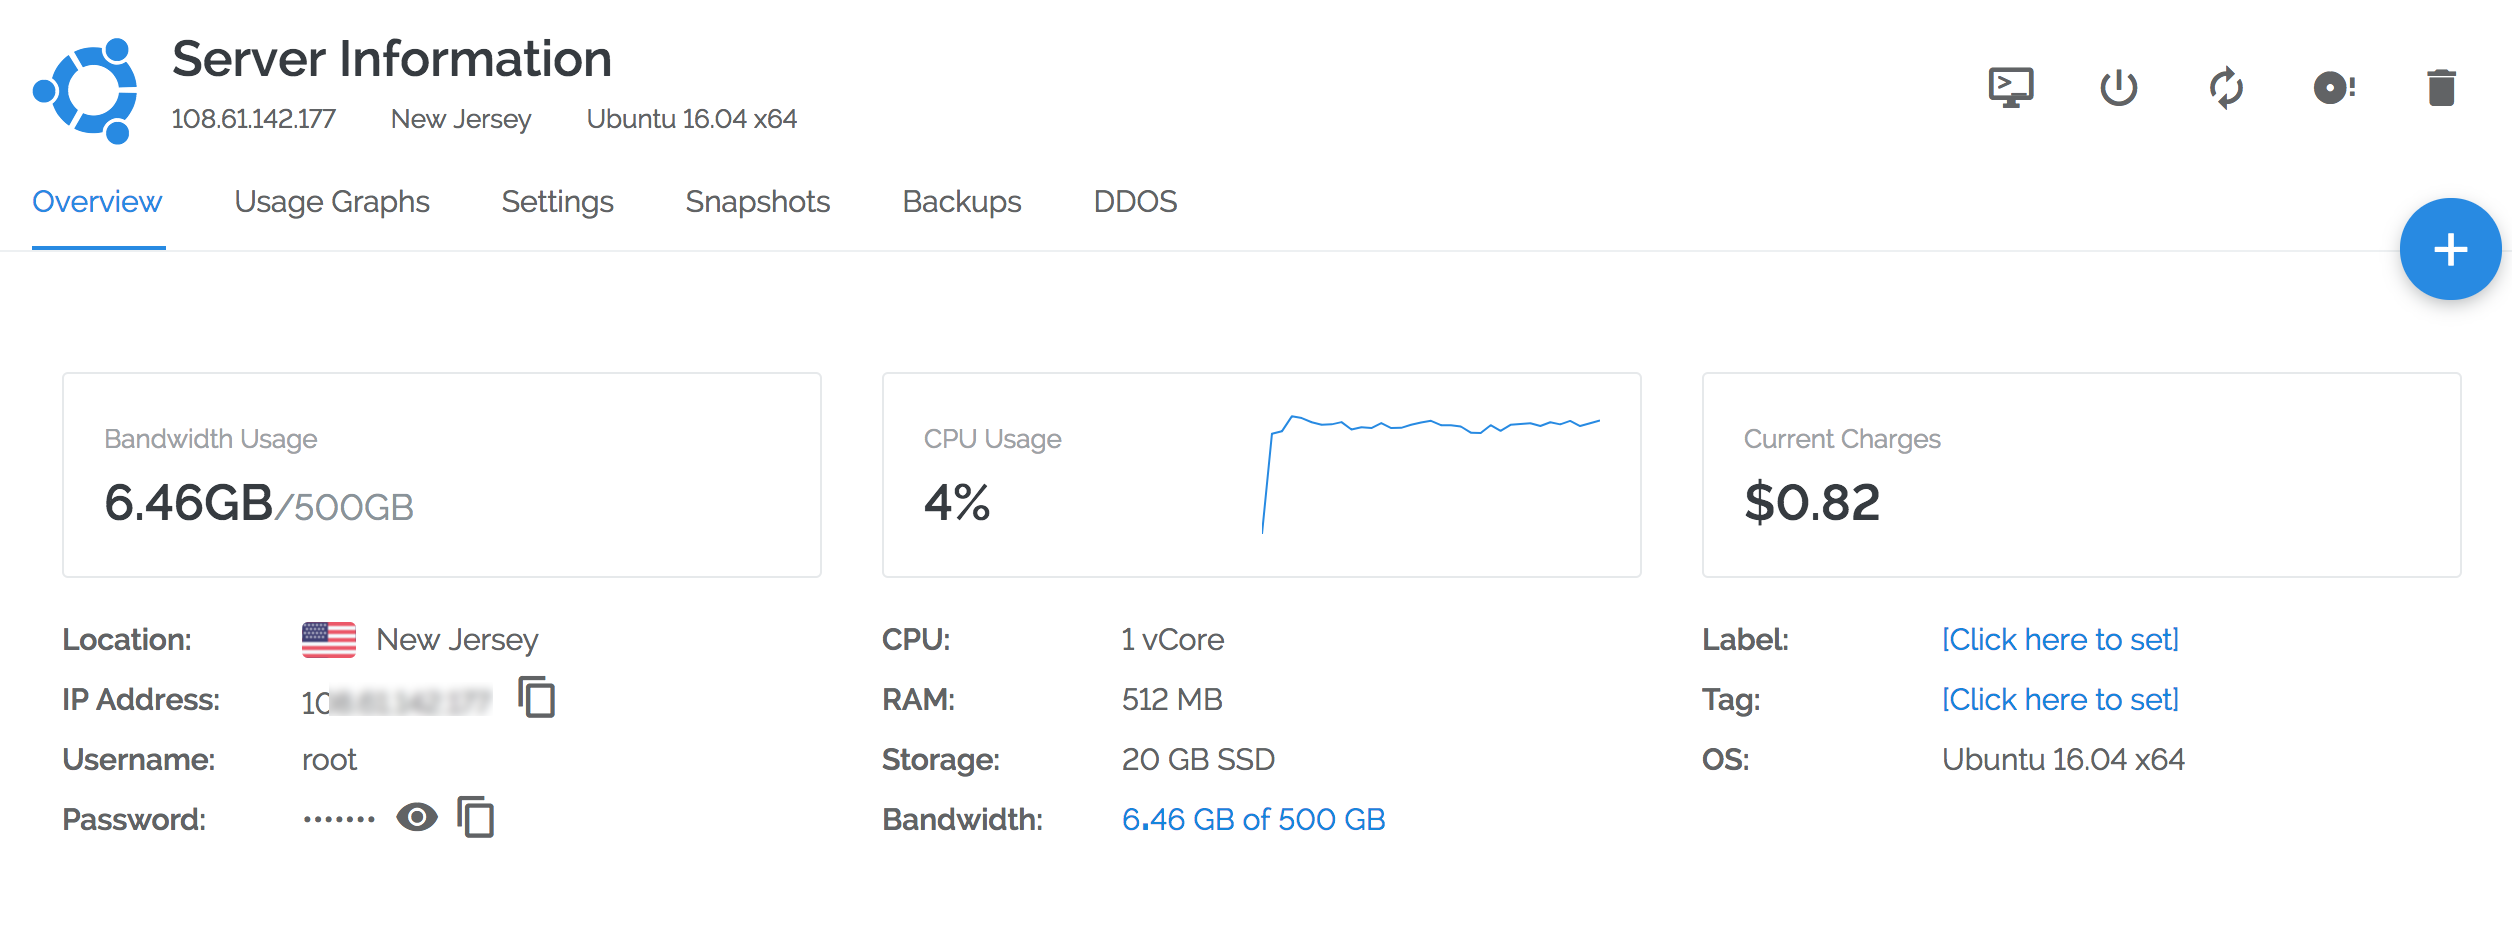 Server Information
108.61.142.177 New Jersey Ubuntu 16.04 x64
Overview Usage Graphs Settings Snapshots Backups DDOS
Bandwidth Usage
6.46GB/500GB
CPU Usage
4%
Current Charges
$0.82
Location: New Jersey
IP Address: 10
Username: root
Password: •••••••
CPU: 1 vCore
RAM: 512 MB
Storage: 20 GB SSD
Bandwidth: 6.46 GB of 500 GB
Label: [Click here to set]
Tag: [Click here to set]
OS: Ubuntu 16.04 x64